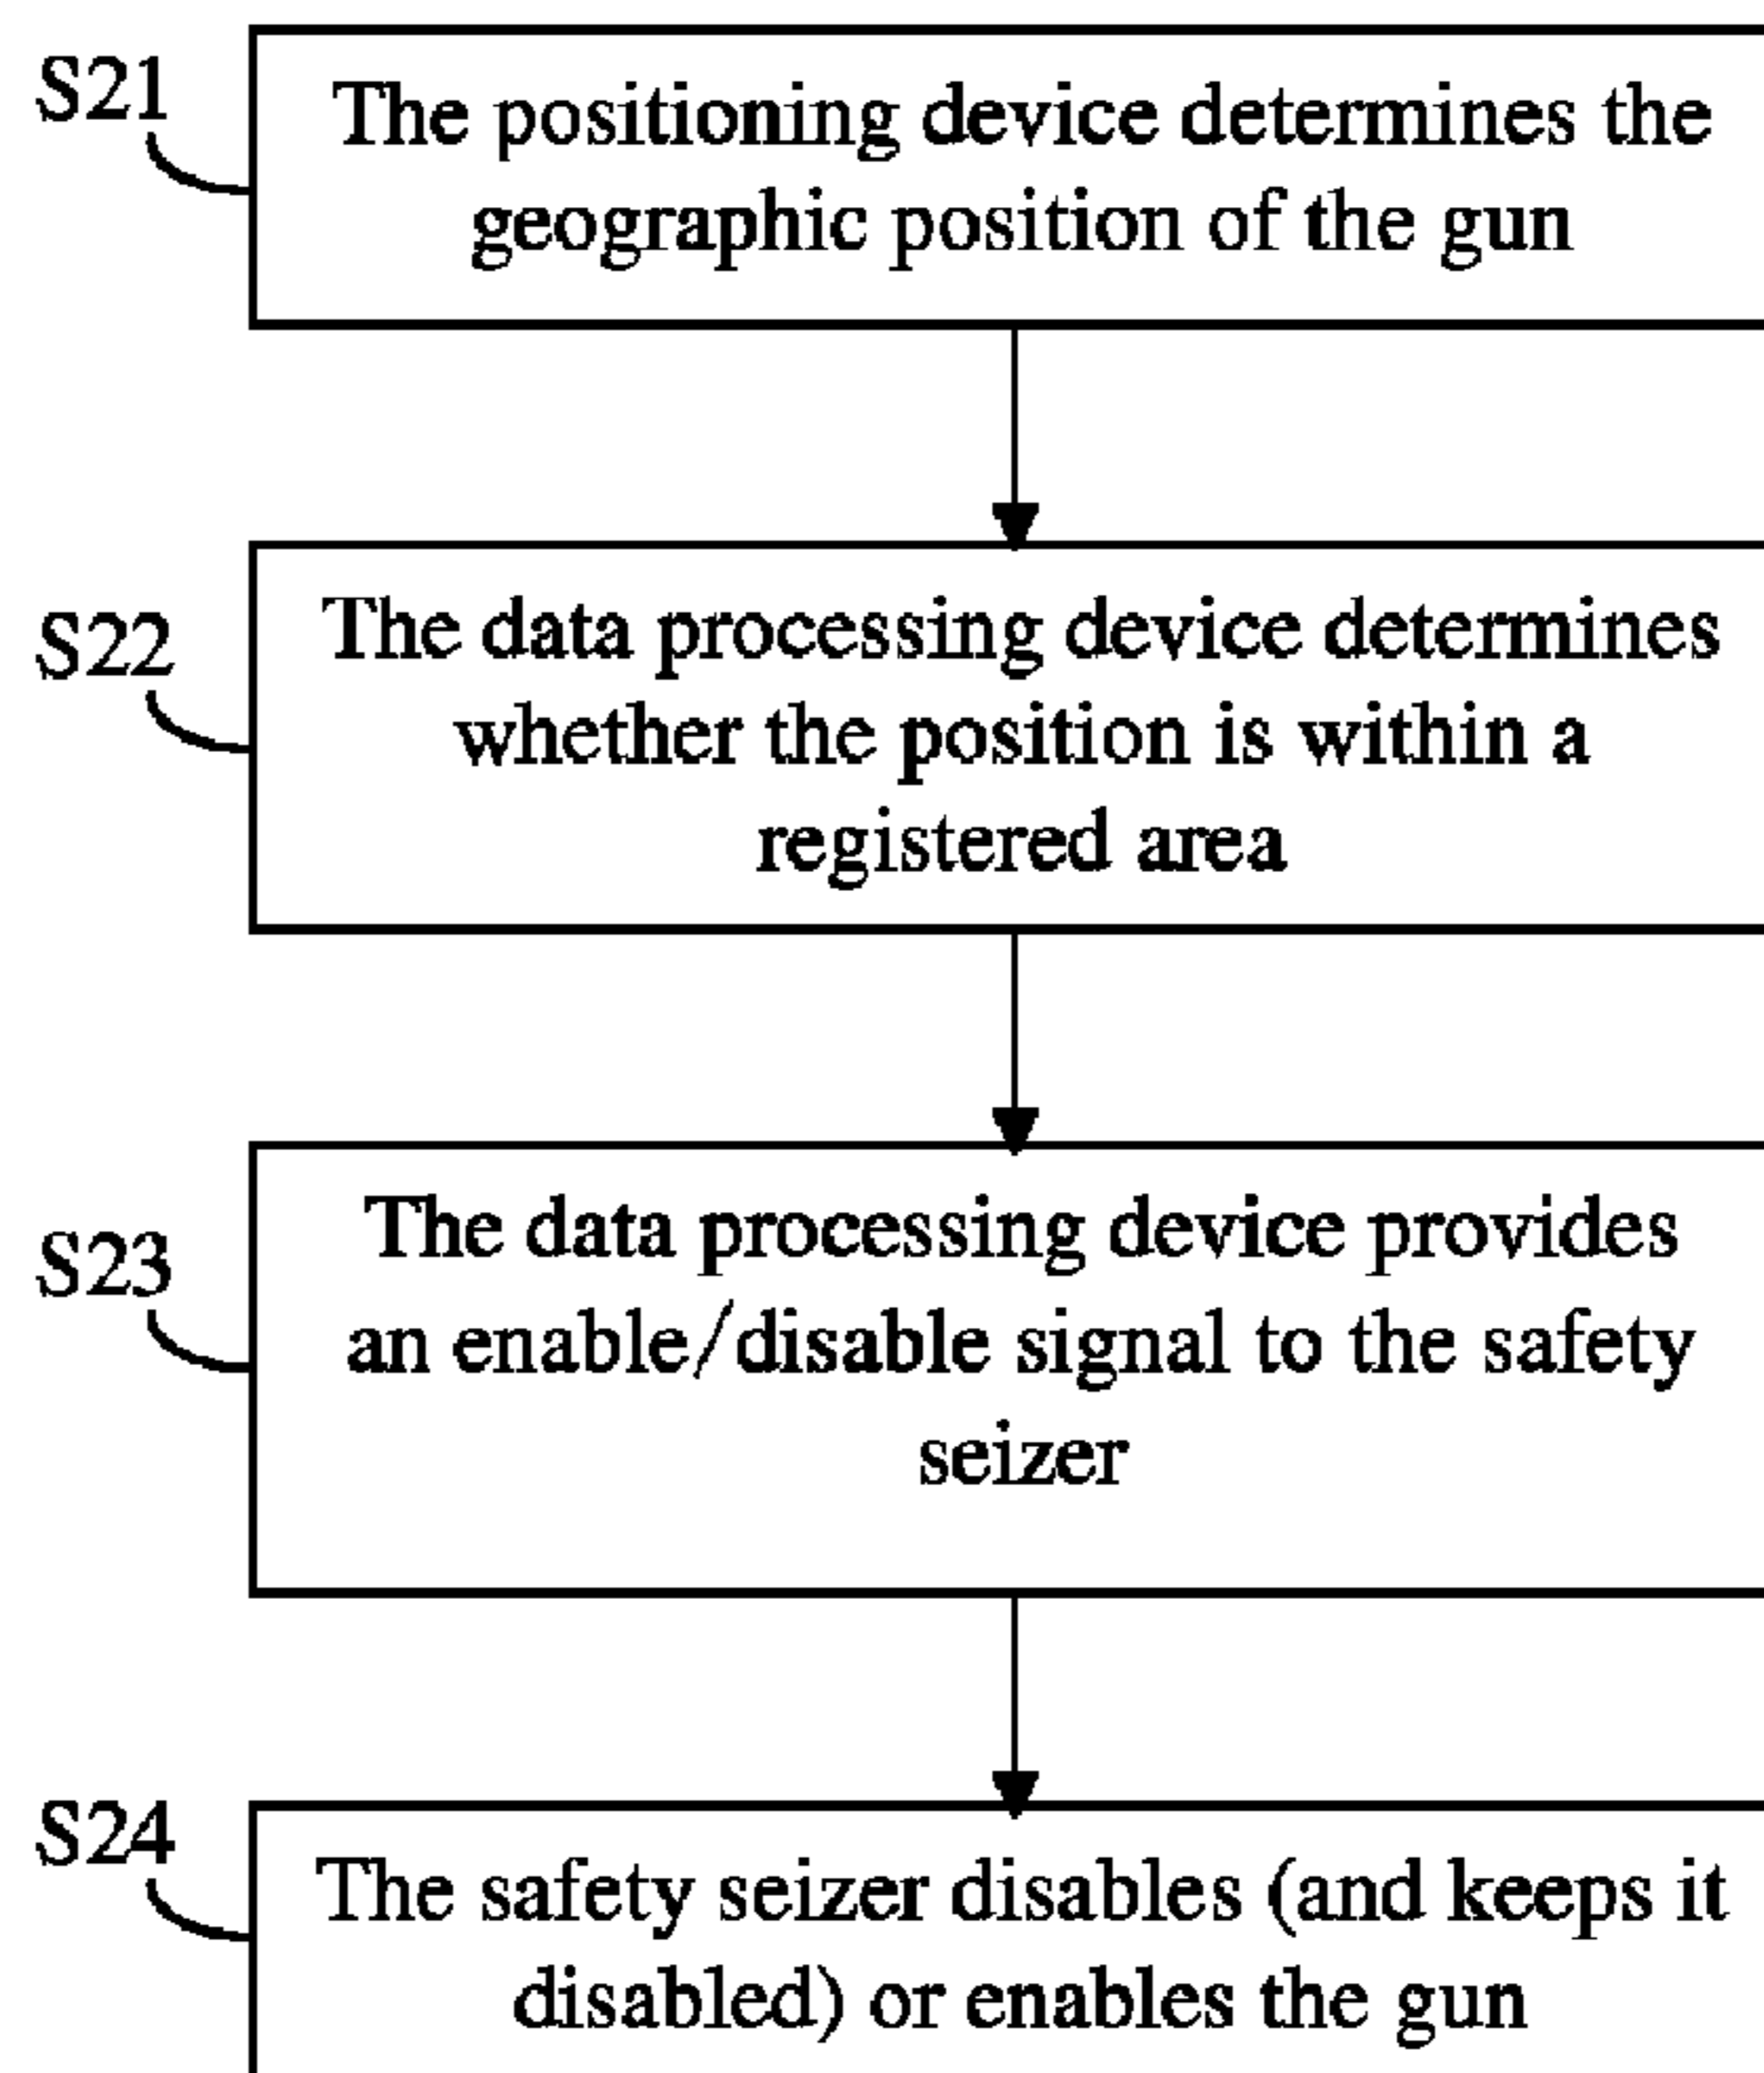 S21
The positioning device determines the
geographic position of the gun
S22
The data processing device determines
whether the position is within a
registered area
S23
The data processing device provides
an enable/disable signal to the safety
seizer
S24
The safety seizer disables (and keeps it
disabled) or enables the gun